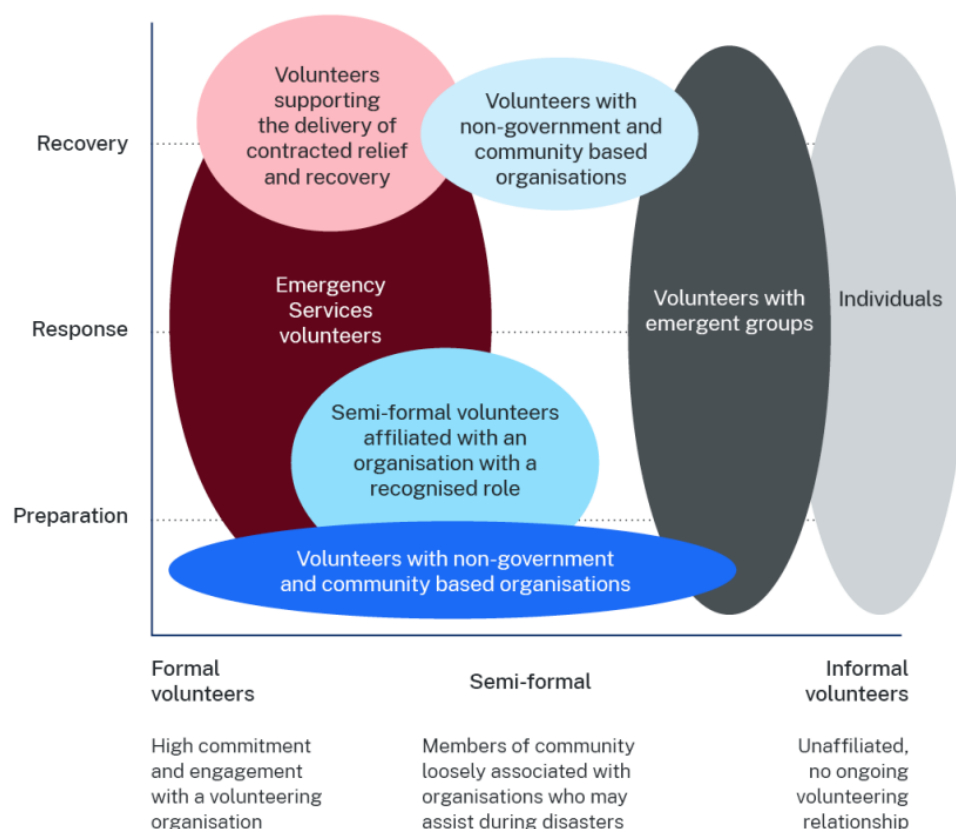 Volunteers
supporting
the delivery of
contracted relief
and recovery
Volunteers with
non-government and
community based
organisations
Recovery
Emergency
Services
volunteers
Volunteers with
emergent groups
Individuals
Response
Semi-formal volunteers
affiliated with an
organisation with a
recognised role
Preparation
Volunteers with non-government
and community based organisations
Formal
volunteers
Semi-formal
Informal
volunteers
High commitment
and engagement
with a volunteering
organisation
Members of community
loosely associated with
organisations who may
assist during disasters
Unaffiliated,
no ongoing
volunteering
relationship